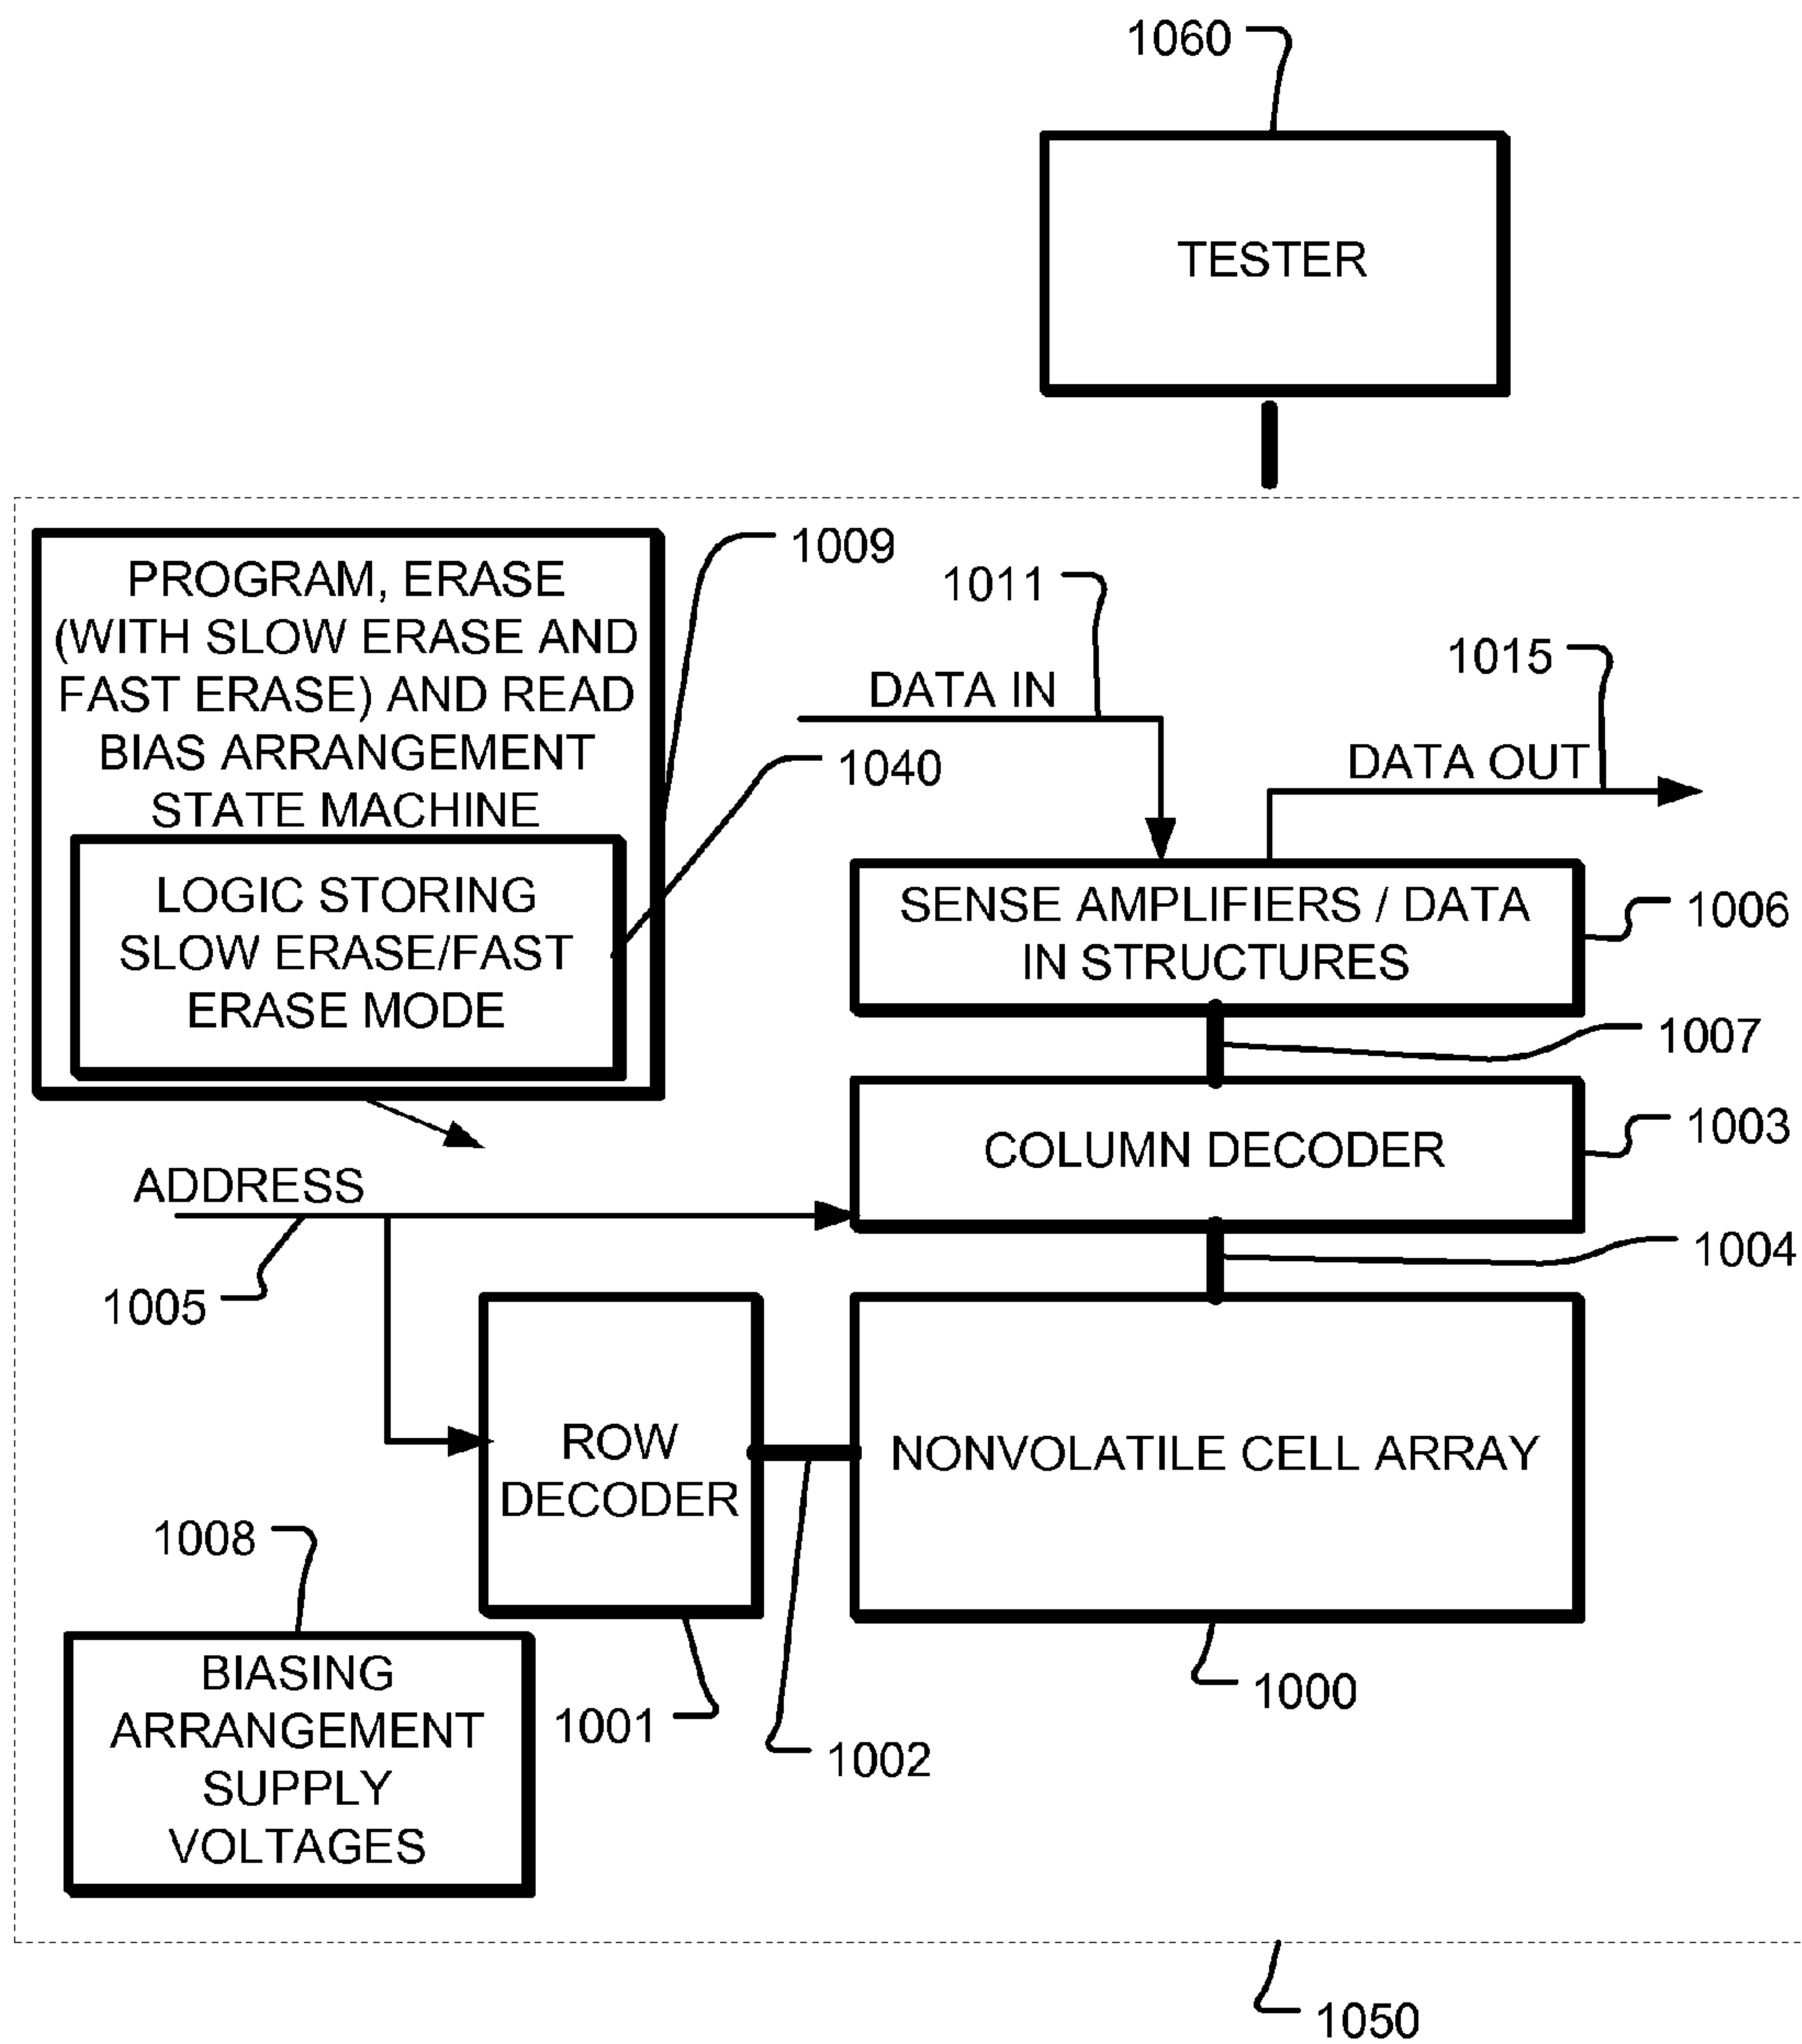 1060
TESTER
PROGRAM, ERASE
(WITH SLOW ERASE AND
FAST ERASE) AND READ
BIAS ARRANGEMENT
STATE MACHINE
1009
LOGIC STORING
SLOW ERASE/FAST
ERASE MODE
1040
1011
DATA IN
1015
DATA OUT
SENSE AMPLIFIERS / DATA
IN STRUCTURES
1006
1007
COLUMN DECODER
1003
ADDRESS
1005
1004
ROW
DECODER
NONVOLATILE CELL ARRAY
1008
BIASING
ARRANGEMENT
SUPPLY
VOLTAGES
1001
1002
1000
1050